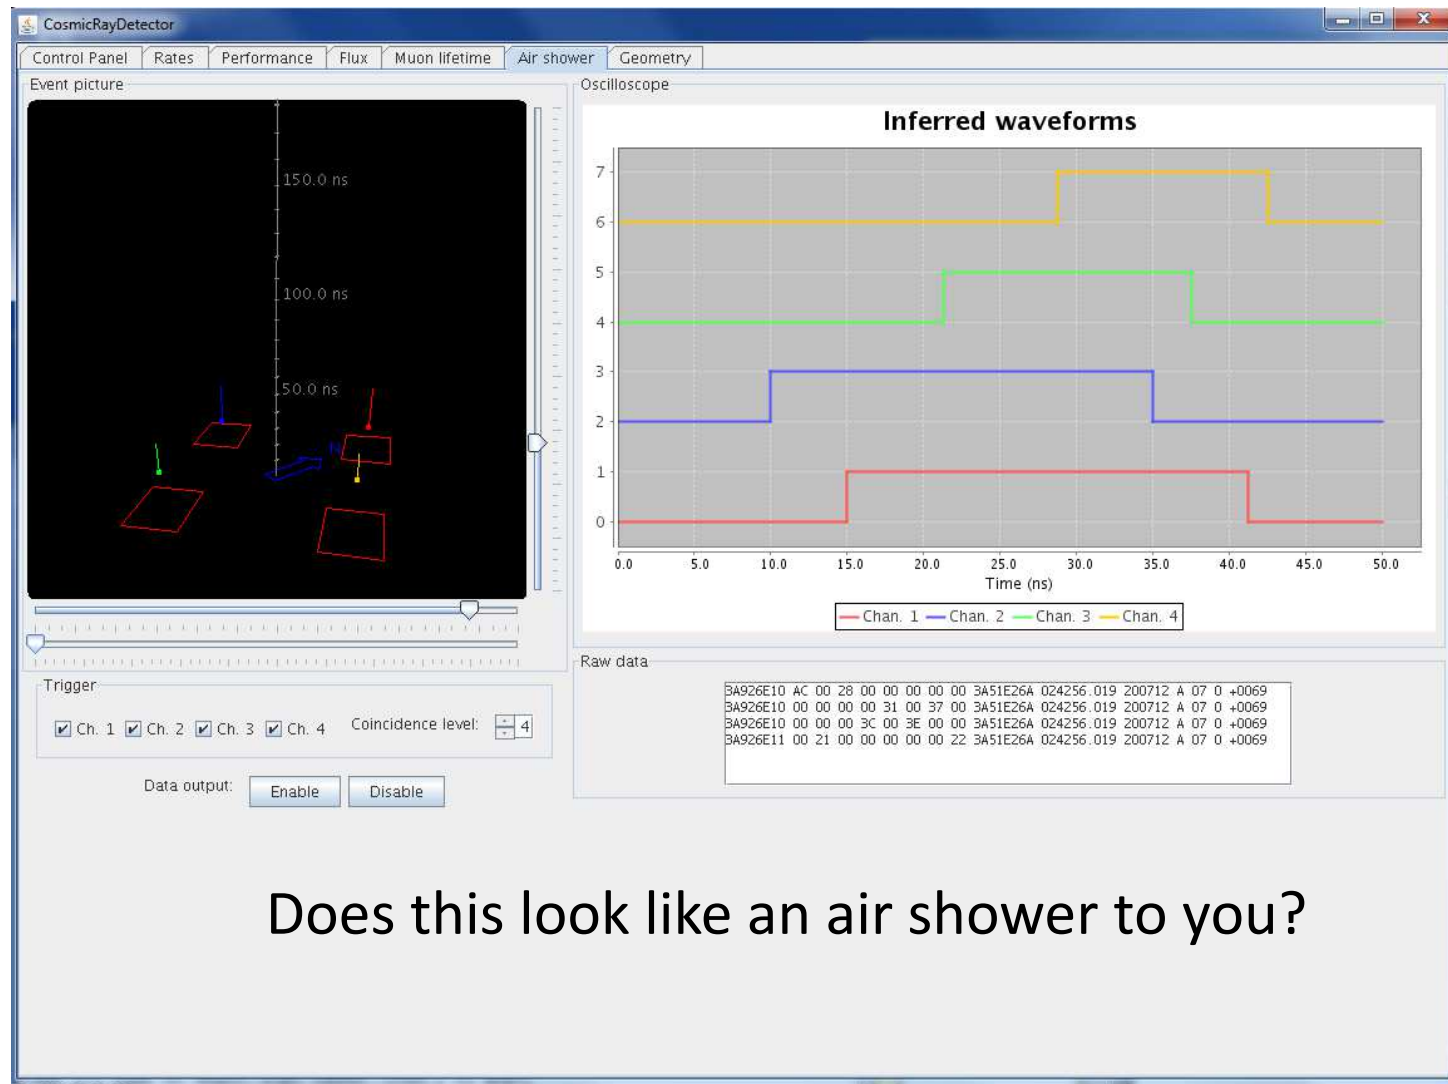 CosmicRayDetector
Control Panel Rates Performance Flux Muon lifetime Air shower Geometry
Event picture
150.0 ns
100.0 ns
50.0 ns
N
Trigger
Ch. 1 Ch. 2 Ch. 3 Ch. 4 Coincidence level: 4
Data output: Enable Disable
Oscilloscope
Inferred waveforms
7
6
5
4
3
2
1
0
0.0 5.0 10.0 15.0 20.0 25.0 30.0 35.0 40.0 45.0 50.0
Time (ns)
Chan. 1 Chan. 2 Chan. 3 Chan. 4
Raw data
3A926E10 AC 00 28 00 00 00 00 00 3A51E26A 024256.019 200712 A 07 0 +0069
3A926E10 00 00 00 00 31 00 37 00 3A51E26A 024256.019 200712 A 07 0 +0069
3A926E10 00 00 00 3C 00 3E 00 00 3A51E26A 024256.019 200712 A 07 0 +0069
3A926E11 00 21 00 00 00 00 00 22 3A51E26A 024256.019 200712 A 07 0 +0069
Does this look like an air shower to you?